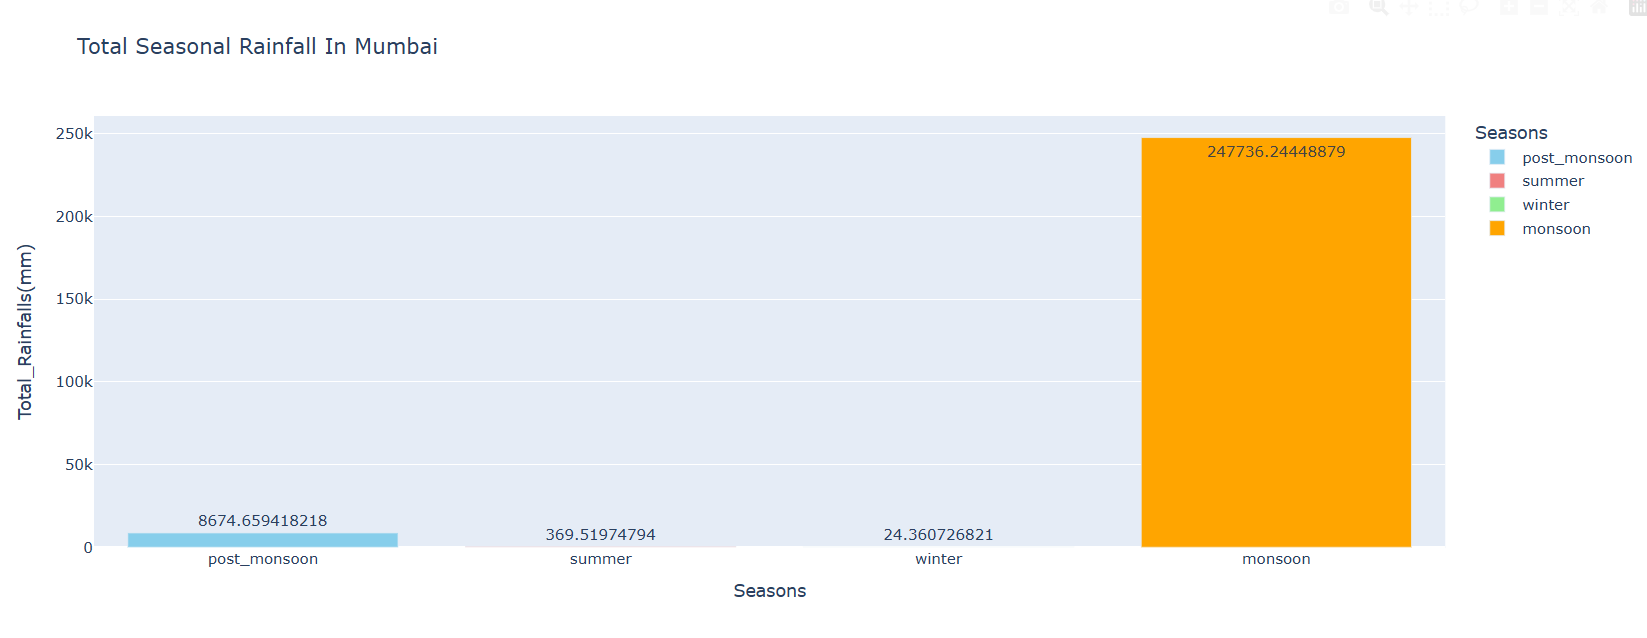 Total Seasonal Rainfall In Mumbai
250k
200k
150k
100k
50k
0
Total_Rainfalls(mm)
8674.659418218
369.51974794
24.360726821
247736.24448879
post_monsoon
summer
winter
monsoon
Seasons
Seasons
post_monsoon
summer
winter
monsoon